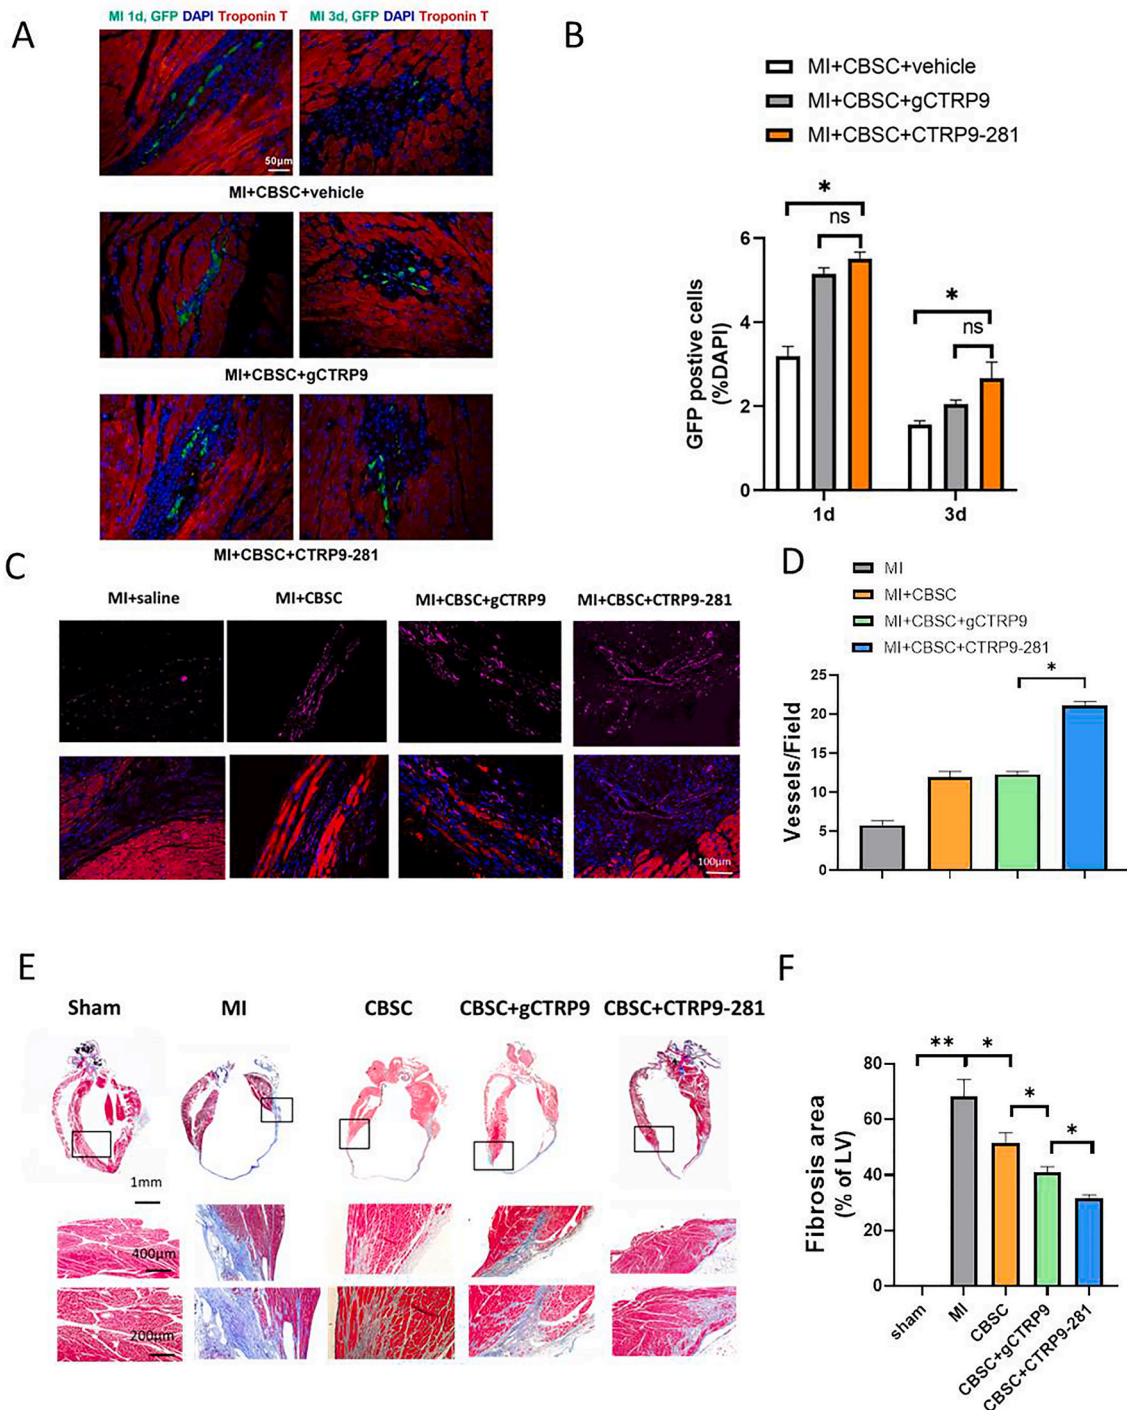 A
MI 1d, GFP DAPI Troponin T
MI 3d, GFP DAPI Troponin T
50μm
MI+CBSC+vehicle
MI+CBSC+gCTRP9
MI+CBSC+CTRP9-281
B
MI+CBSC+vehicle
MI+CBSC+gCTRP9
MI+CBSC+CTRP9-281
*
ns
*
ns
6
4
2
0
GFP postive cells
(%DAPI)
1d
3d
C
MI+saline
MI+CBSC
MI+CBSC+gCTRP9
MI+CBSC+CTRP9-281
100μm
D
MI
MI+CBSC
MI+CBSC+gCTRP9
MI+CBSC+CTRP9-281
*
25
20
15
10
5
0
Vessels/Field
E
Sham
MI
CBSC
CBSC+gCTRP9
CBSC+CTRP9-281
1mm
400μm
200μm
F
**
*
*
*
80
60
40
20
0
Fibrosis area
(% of LV)
sham
MI
CBSC
CBSC+gCTRP9
CBSC+CTRP9-281